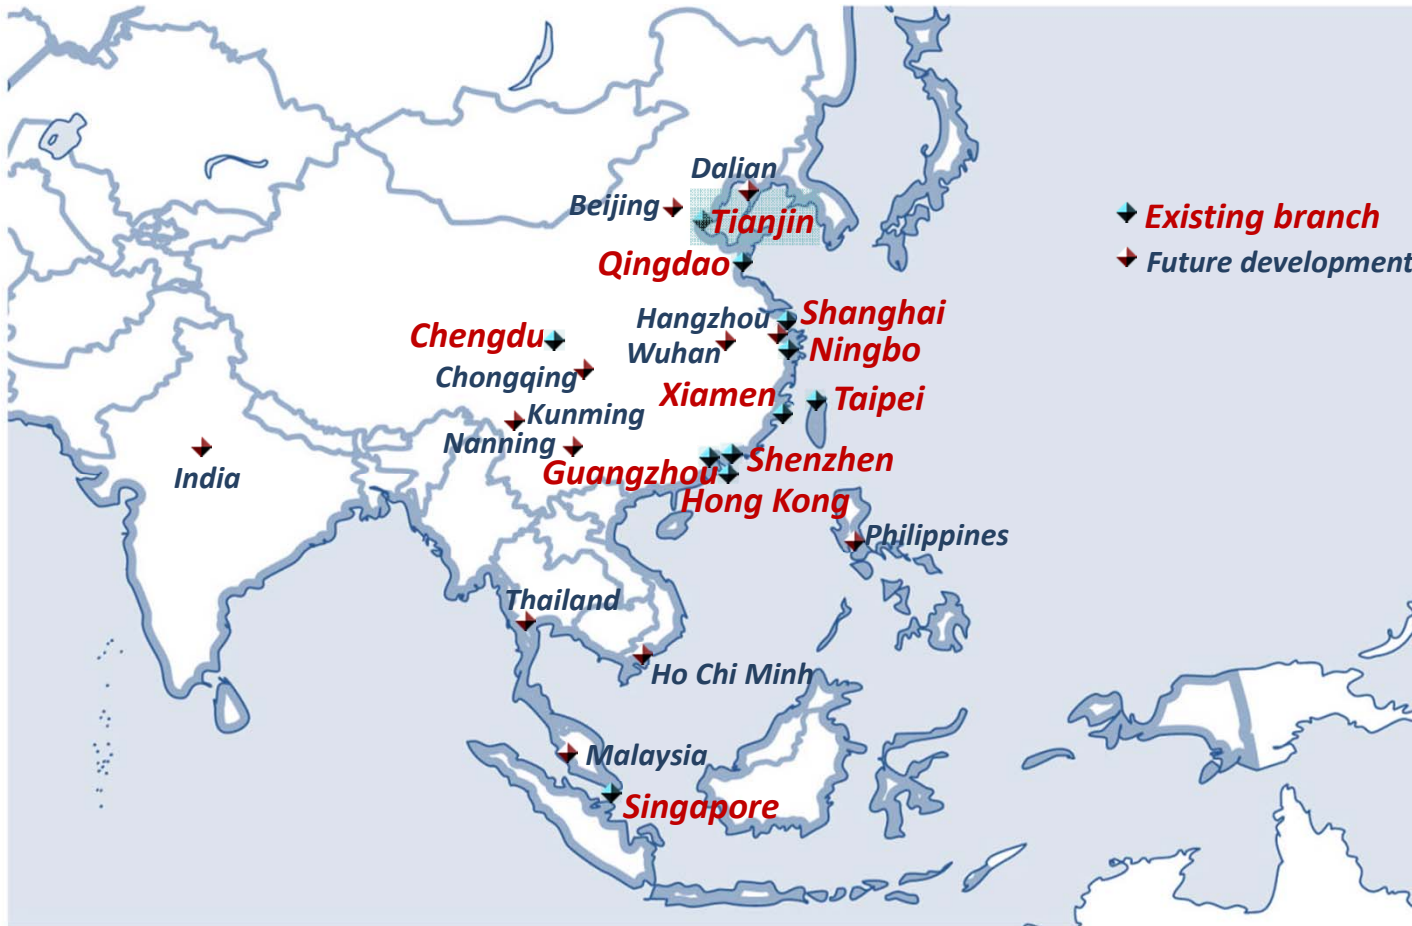 Dalian
Beijing
Tianjin
Existing branch
Qingdao
Future development
Hangzhou
Shanghai
Chengdu
Wuhan
Ningbo
Chongqing
Xiamen
Taipei
Kunming
Nanning
India
Guangzhou
Shenzhen
Hong Kong
Philippines
Thailand
Ho Chi Minh
Malaysia
Singapore